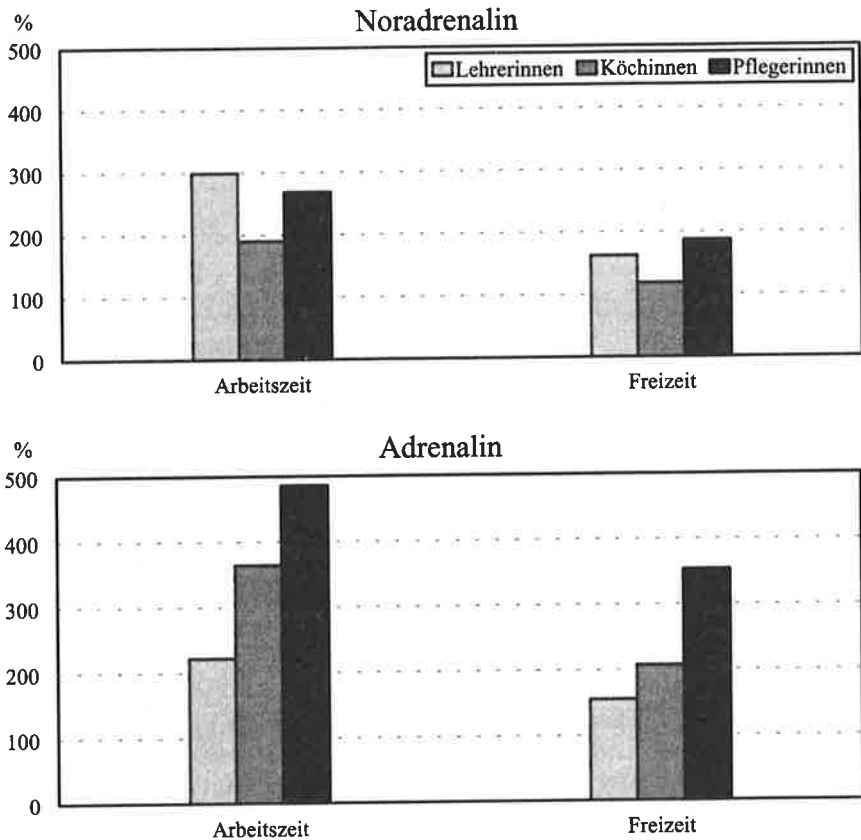 % Noradrenalin
500
Lehrerinnen Köchinnen Pflegerinnen
400
300
200
100
0
Arbeitszeit Freizeit
% Adrenalin
500
400
300
200
100
0
Arbeitszeit Freizeit